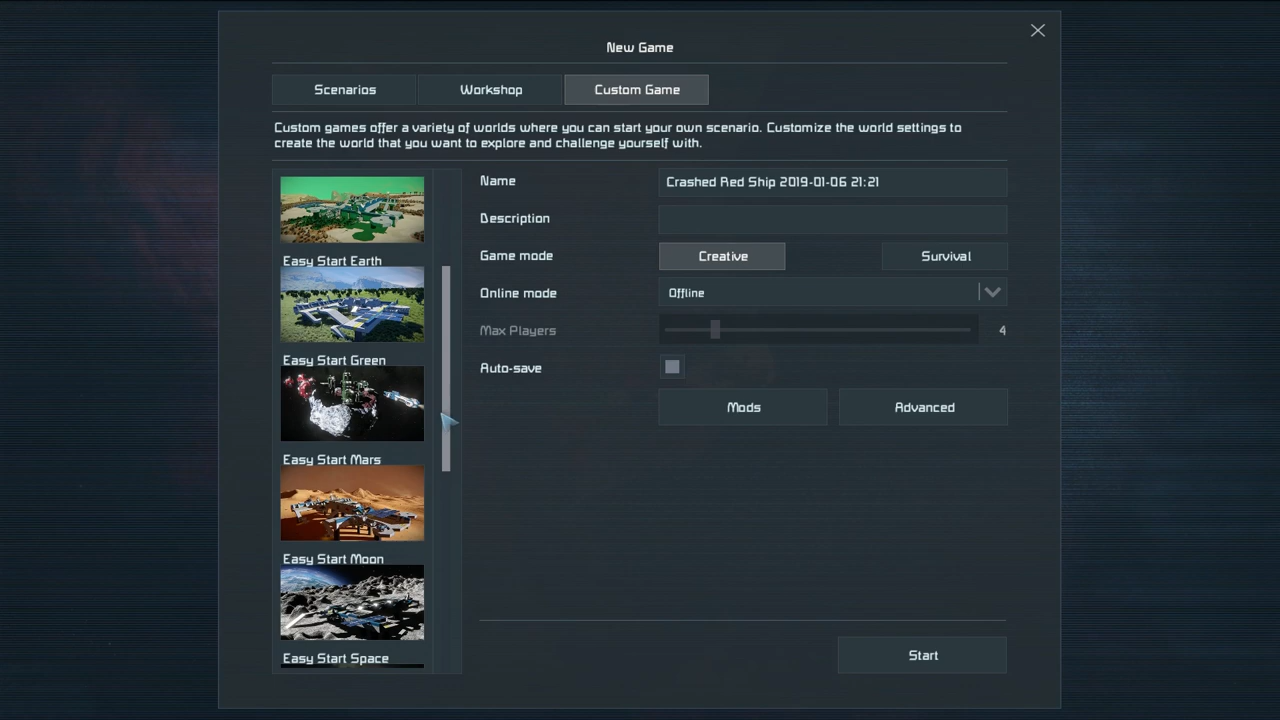 New Game
Scenarios
Workshop
Custom Game
Custom games offer a variety of worlds where you can start your own scenario. Customize the world settings to
create the world that you want to explore and challenge yourself with.
Easy Start Earth
Easy Start Green
Easy Start Mars
Easy Start Moon
Easy Start Space
Name
Crashed Red Ship 2019-01-06 21:21
Description
Game mode
Creative
Survival
Online mode
Offline
Max Players
4
Auto-save
Mods
Advanced
Start